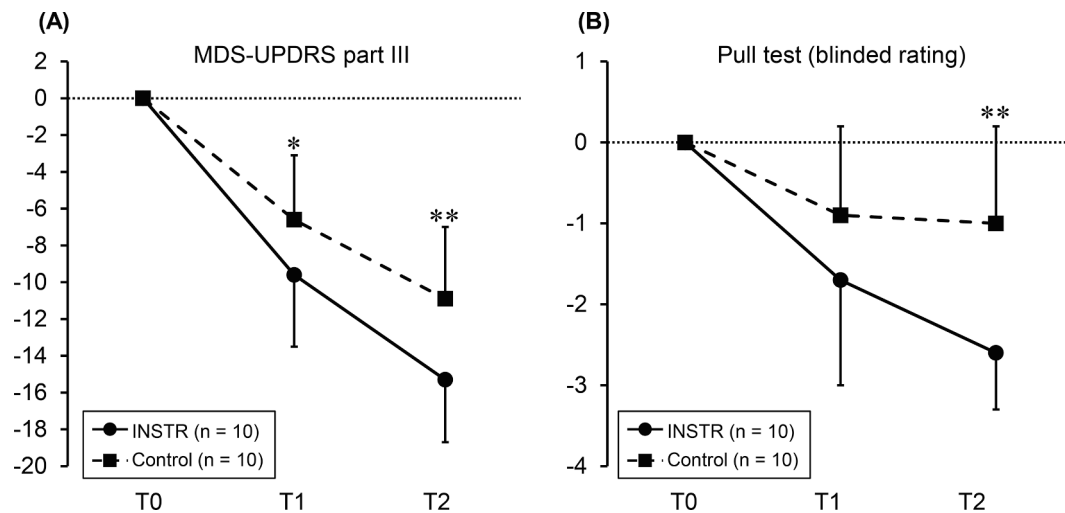 (A)
MDS-UPDRS part III
2
0
-2
-4
-6
-8
-10
-12
-14
-16
-18
-20
*
**
INSTR (n = 10)
Control (n = 10)
T0 T1 T2
(B)
Pull test (blinded rating)
1
0
-1
-2
-3
-4
**
INSTR (n = 10)
Control (n = 10)
T0 T1 T2